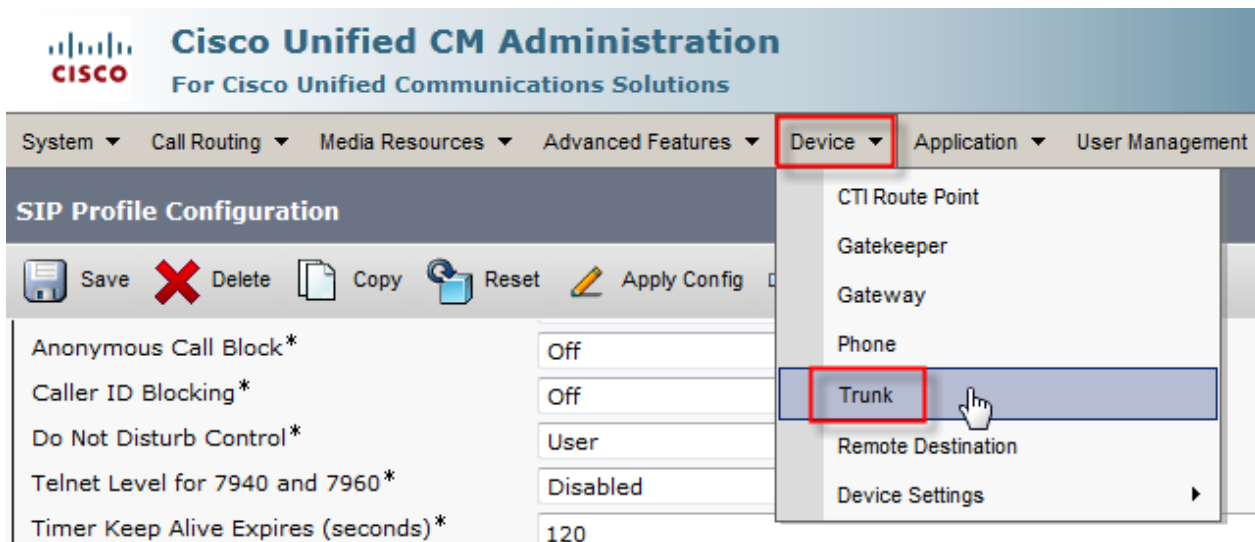 CISCO
Cisco Unified CM Administration
For Cisco Unified Communications Solutions
System Call Routing Media Resources Advanced Features Device Application User Management
SIP Profile Configuration
Save Delete Copy Reset Apply Config
CTI Route Point
Gatekeeper
Gateway
Phone
Trunk
Remote Destination
Device Settings
Anonymous Call Block* Off
Caller ID Blocking* Off
Do Not Disturb Control* User
Telnet Level for 7940 and 7960* Disabled
Timer Keep Alive Expires (seconds)* 120